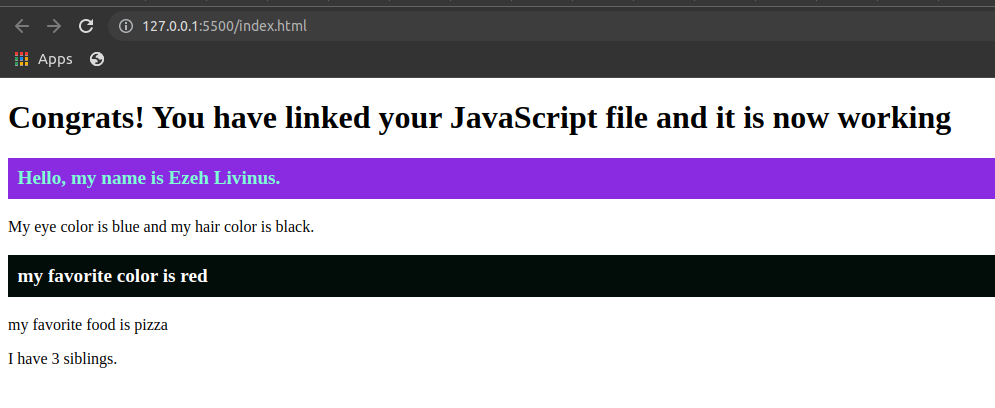 127.0.0.1:5500/index.html
Apps
Congrats! You have linked your JavaScript file and it is now working
Hello, my name is Ezeh Livinus.
My eye color is blue and my hair color is black.
my favorite color is red
my favorite food is pizza
I have 3 siblings.